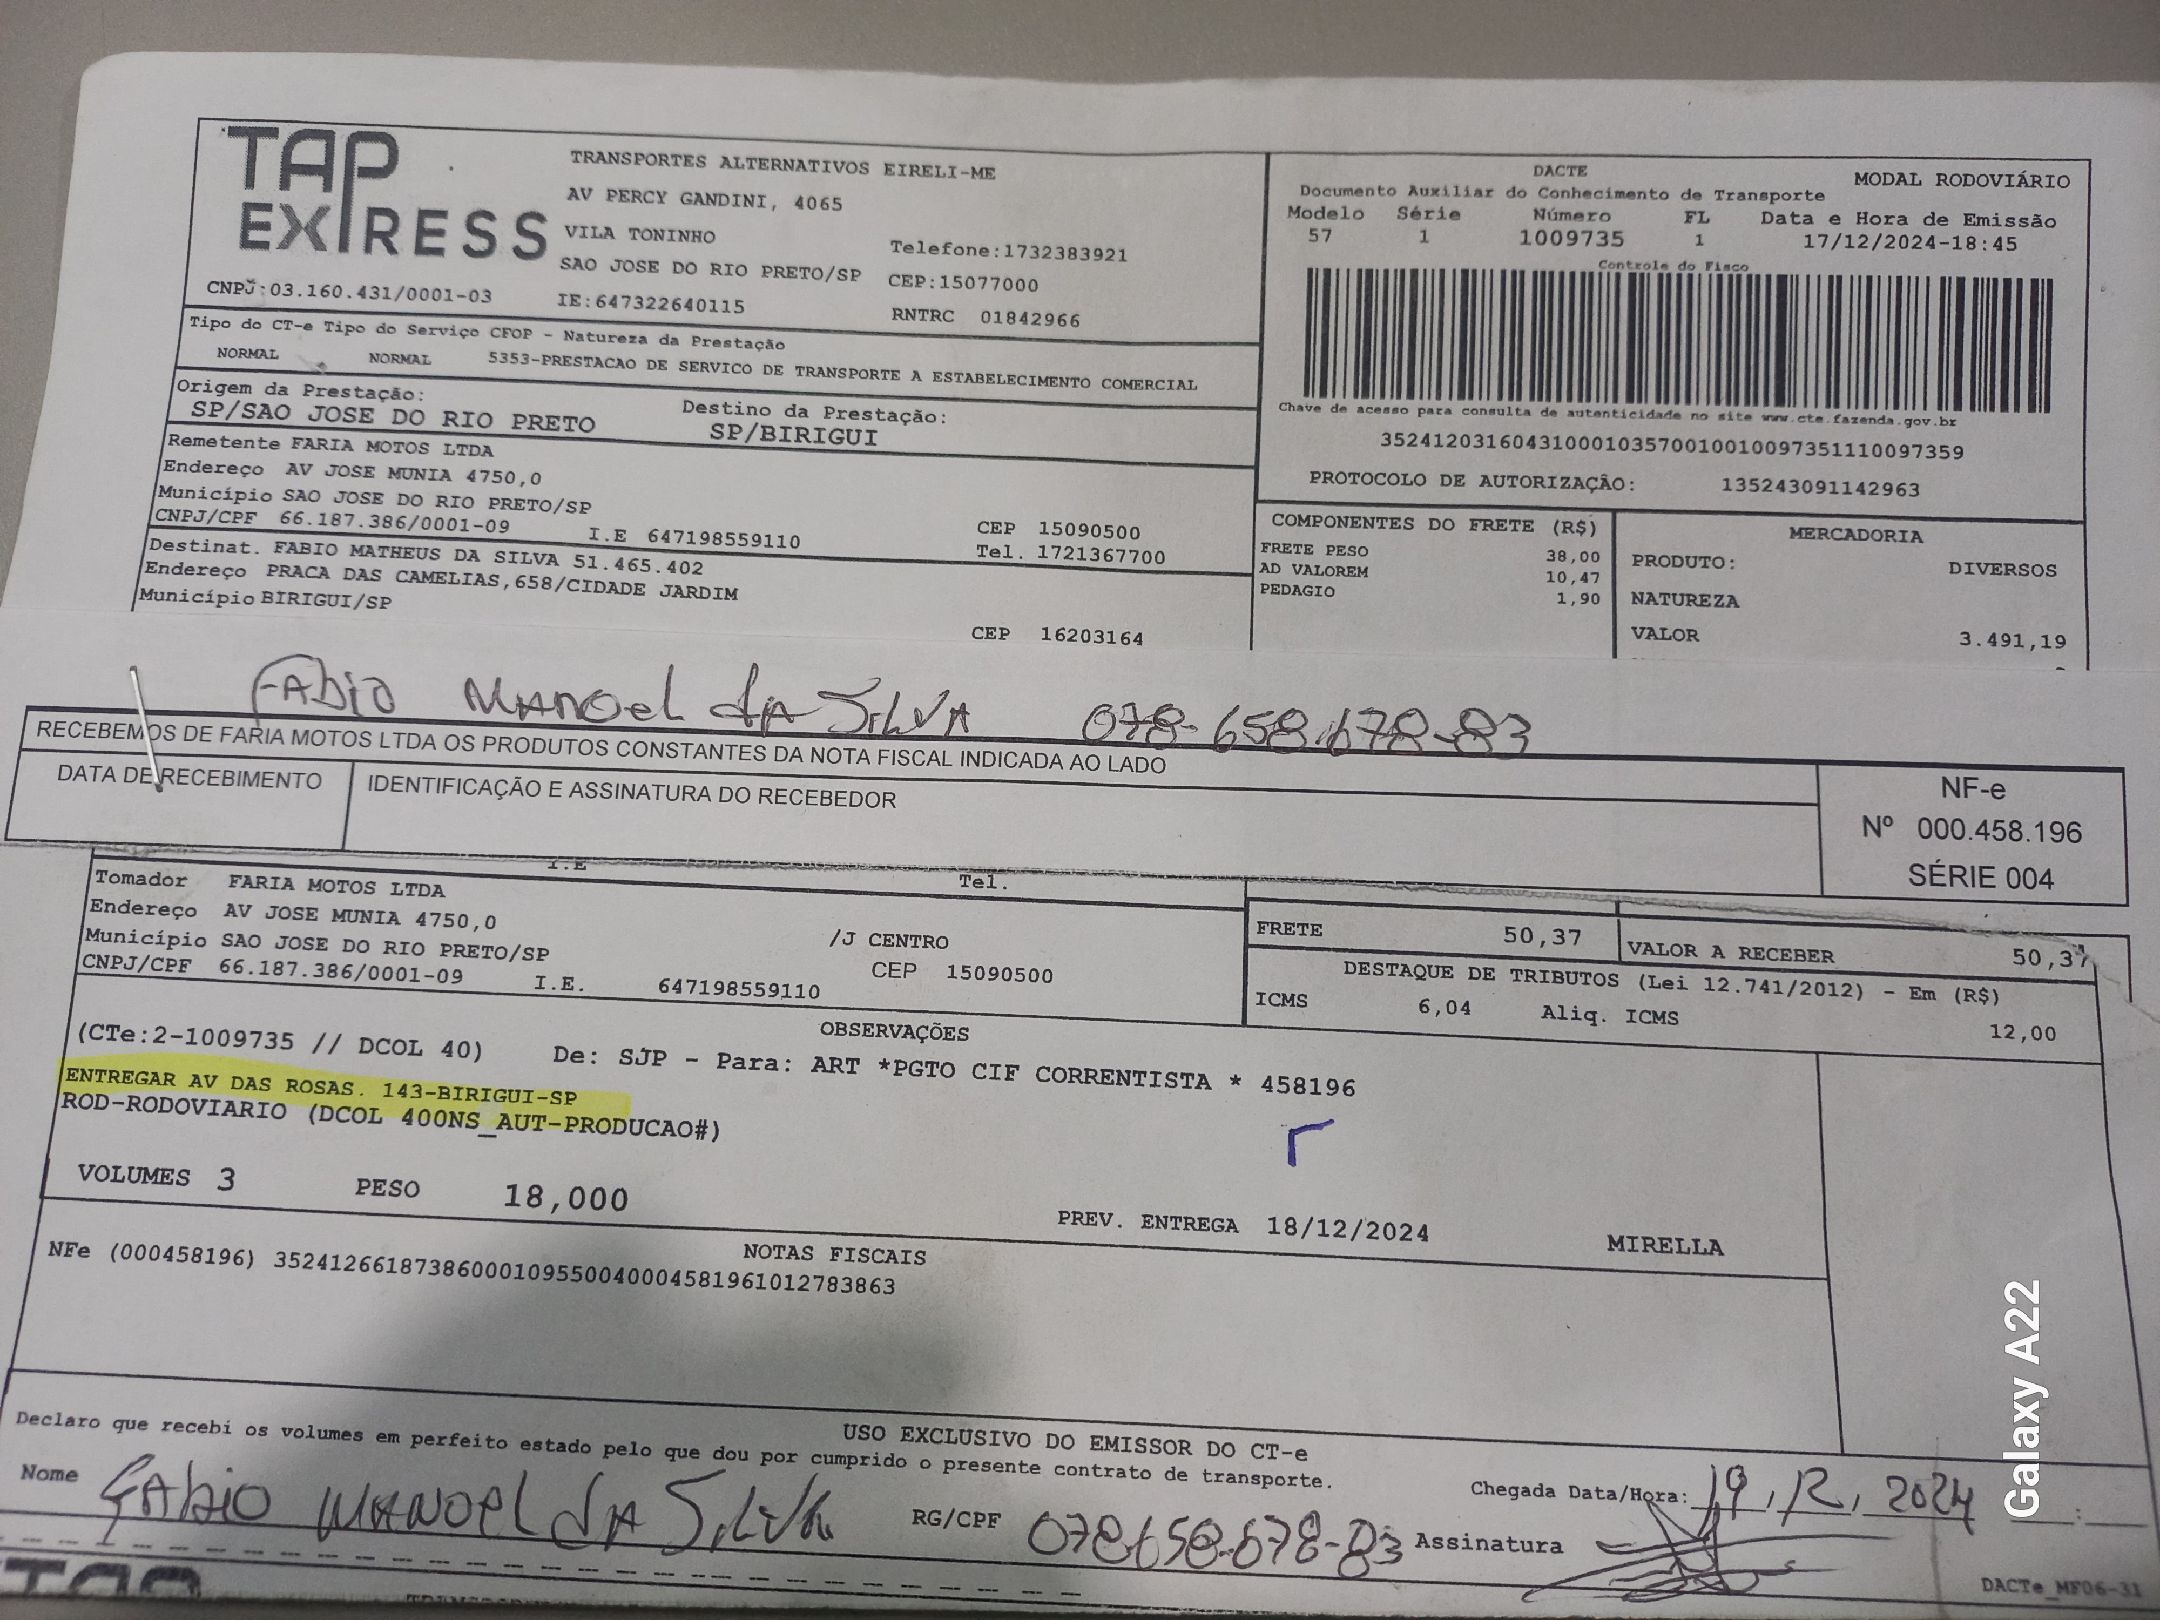 TAP
EXPRESS
TRANSPORTES ALTERNATIVOS EIRELI-ME
AV PERCY GANDINI, 4065
VILA TONINHO
Telefone:1732383921
SAO JOSE DO RIO PRETO/SP CEP:15077000
CNPJ:03.160.431/0001-03 IE:647322640115 RNTRC 01842966
DACTE MODAL RODOVIÁRIO
Documento Auxiliar do Conhecimento de Transporte
Modelo Série Número FL Data e Hora de Emissão
57 1 1009735 1 17/12/2024-18:45
Controle do Fisco
Chave de acesso para consulta de autenticidade no site www.cte.fazenda.gov.br
35241203160431000103570010010097351110097359
PROTOCOLO DE AUTORIZAÇÃO: 135243091142963
Tipo do CT-e Tipo do Serviço CFOP - Natureza da Prestação
NORMAL NORMAL 5353-PRESTACAO DE SERVICO DE TRANSPORTE A ESTABELECIMENTO COMERCIAL
Origem da Prestação: Destino da Prestação:
SP/SAO JOSE DO RIO PRETO SP/BIRIGUI
Remetente FARIA MOTOS LTDA
Endereço AV JOSE MUNIA 4750,0
Município SAO JOSE DO RIO PRETO/SP CEP 15090500
CNPJ/CPF 66.187.386/0001-09 I.E 647198559110 Tel. 1721367700
Destinat. FABIO MATHEUS DA SILVA 51.465.402
Endereço PRACA DAS CAMELIAS,658/CIDADE JARDIM
Município BIRIGUI/SP CEP 16203164
COMPONENTES DO FRETE (R$)
FRETE PESO 38,00
AD VALOREM 10,47
PEDAGIO 1,90
MERCADORIA
PRODUTO: DIVERSOS
NATUREZA
VALOR 3.491,19
FABIO MANOEL DA SILVA 078-658.678-83
RECEBEMOS DE FARIA MOTOS LTDA OS PRODUTOS CONSTANTES DA NOTA FISCAL INDICADA AO LADO
DATA DE RECEBIMENTO IDENTIFICAÇÃO E ASSINATURA DO RECEBEDOR
NF-e
Nº 000.458.196
SÉRIE 004
I.E Tel.
Tomador FARIA MOTOS LTDA
Endereço AV JOSE MUNIA 4750,0 /J CENTRO
Município SAO JOSE DO RIO PRETO/SP CEP 15090500
CNPJ/CPF 66.187.386/0001-09 I.E. 647198559110
FRETE 50,37 VALOR A RECEBER 50,37
DESTAQUE DE TRIBUTOS (Lei 12.741/2012) - Em (R$)
ICMS 6,04 Aliq. ICMS 12,00
OBSERVAÇÕES
(CTe:2-1009735 // DCOL 40) De: SJP - Para: ART *PGTO CIF CORRENTISTA * 458196
ENTREGAR AV DAS ROSAS. 143-BIRIGUI-SP
ROD-RODOVIARIO (DCOL 400NS_AUT-PRODUCAO#)
VOLUMES 3 PESO 18,000 PREV. ENTREGA 18/12/2024 MIRELLA
NOTAS FISCAIS
NFe (000458196) 35241266187386000109550040004581961012783863
USO EXCLUSIVO DO EMISSOR DO CT-e
Declaro que recebi os volumes em perfeito estado pelo que dou por cumprido o presente contrato de transporte.
Nome FABIO MANOEL DA SILVA RG/CPF 078658.678-83
Chegada Data/Hora: 19, 12, 2024 :
Assinatura
DACTe_MF06-31
TAP
Galaxy A22